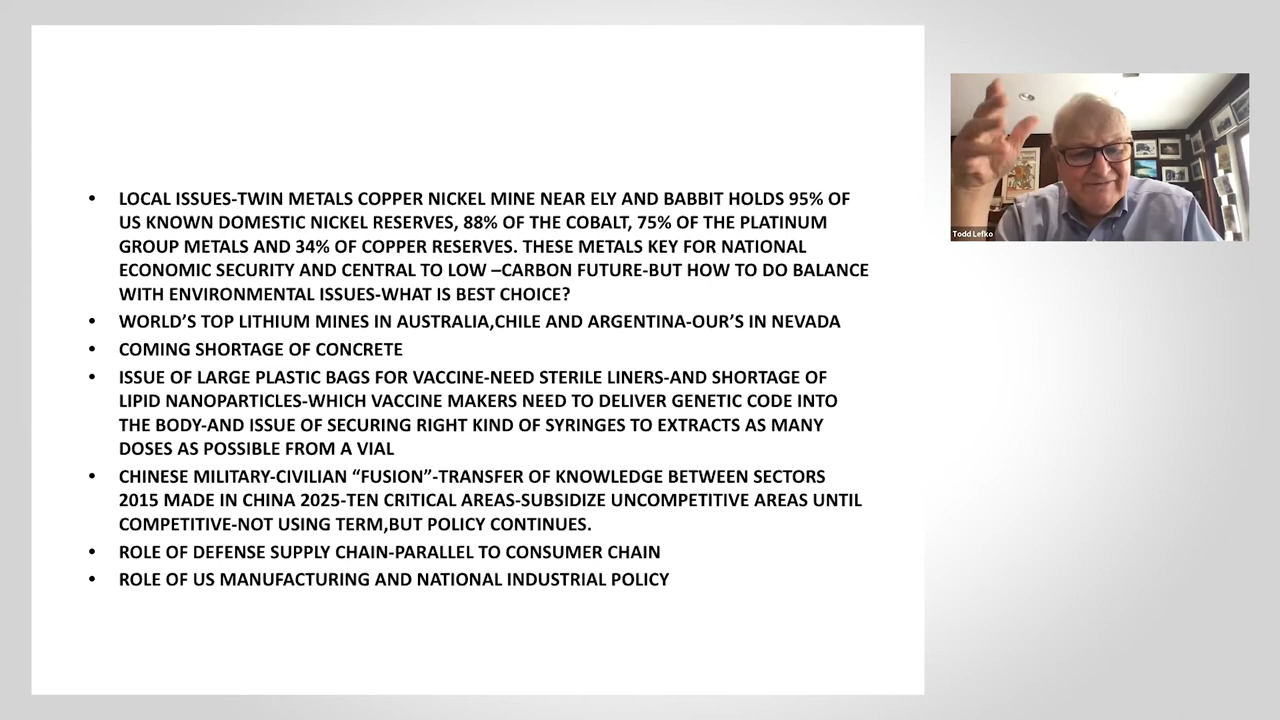 • LOCAL ISSUES-TWIN METALS COPPER NICKEL MINE NEAR ELY AND BABBIT HOLDS 95% OF
US KNOWN DOMESTIC NICKEL RESERVES, 88% OF THE COBALT, 75% OF THE PLATINUM
GROUP METALS AND 34% OF COPPER RESERVES. THESE METALS KEY FOR NATIONAL
ECONOMIC SECURITY AND CENTRAL TO LOW –CARBON FUTURE-BUT HOW TO DO BALANCE
WITH ENVIRONMENTAL ISSUES-WHAT IS BEST CHOICE?
• WORLD’S TOP LITHIUM MINES IN AUSTRALIA,CHILE AND ARGENTINA-OUR’S IN NEVADA
• COMING SHORTAGE OF CONCRETE
• ISSUE OF LARGE PLASTIC BAGS FOR VACCINE-NEED STERILE LINERS-AND SHORTAGE OF
LIPID NANOPARTICLES-WHICH VACCINE MAKERS NEED TO DELIVER GENETIC CODE INTO
THE BODY-AND ISSUE OF SECURING RIGHT KIND OF SYRINGES TO EXTRACTS AS MANY
DOSES AS POSSIBLE FROM A VIAL
• CHINESE MILITARY-CIVILIAN “FUSION”-TRANSFER OF KNOWLEDGE BETWEEN SECTORS
2015 MADE IN CHINA 2025-TEN CRITICAL AREAS-SUBSIDIZE UNCOMPETITIVE AREAS UNTIL
COMPETITIVE-NOT USING TERM,BUT POLICY CONTINUES.
• ROLE OF DEFENSE SUPPLY CHAIN-PARALLEL TO CONSUMER CHAIN
• ROLE OF US MANUFACTURING AND NATIONAL INDUSTRIAL POLICY
Todd Lefko